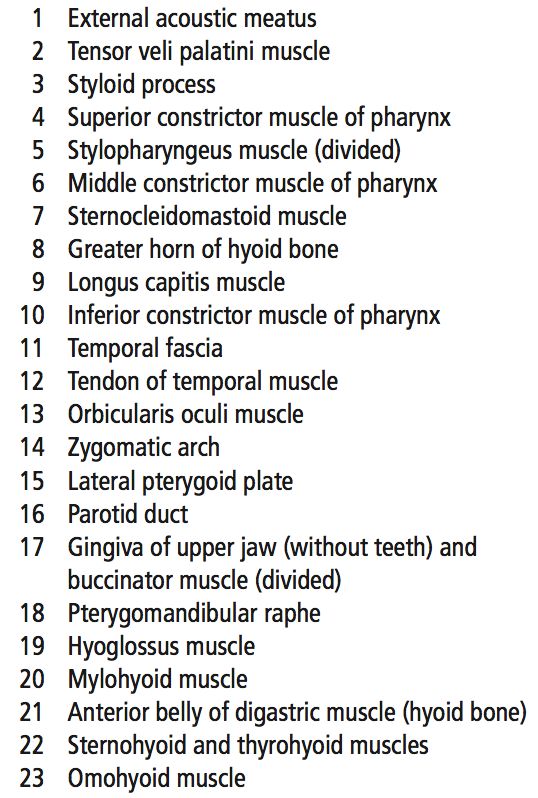 1 External acoustic meatus
2 Tensor veli palatini muscle
3 Styloid process
4 Superior constrictor muscle of pharynx
5 Stylopharyngeus muscle (divided)
6 Middle constrictor muscle of pharynx
7 Sternocleidomastoid muscle
8 Greater horn of hyoid bone
9 Longus capitis muscle
10 Inferior constrictor muscle of pharynx
11 Temporal fascia
12 Tendon of temporal muscle
13 Orbicularis oculi muscle
14 Zygomatic arch
15 Lateral pterygoid plate
16 Parotid duct
17 Gingiva of upper jaw (without teeth) and
buccinator muscle (divided)
18 Pterygomandibular raphe
19 Hyoglossus muscle
20 Mylohyoid muscle
21 Anterior belly of digastric muscle (hyoid bone)
22 Sternohyoid and thyrohyoid muscles
23 Omohyoid muscle